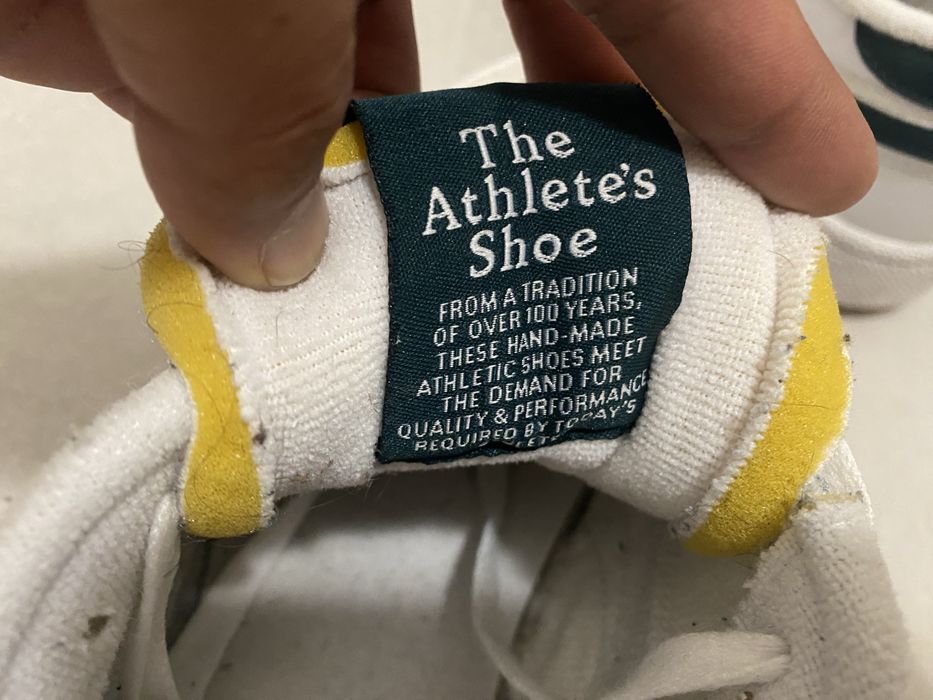 The
Athlete's
Shoe
FROM A TRADITION
OF OVER 100 YEARS,
THESE HAND-MADE
ATHLETIC SHOES MEET
THE DEMAND FOR
QUALITY & PERFORMANCE
REQUIRED BY TODAY'S